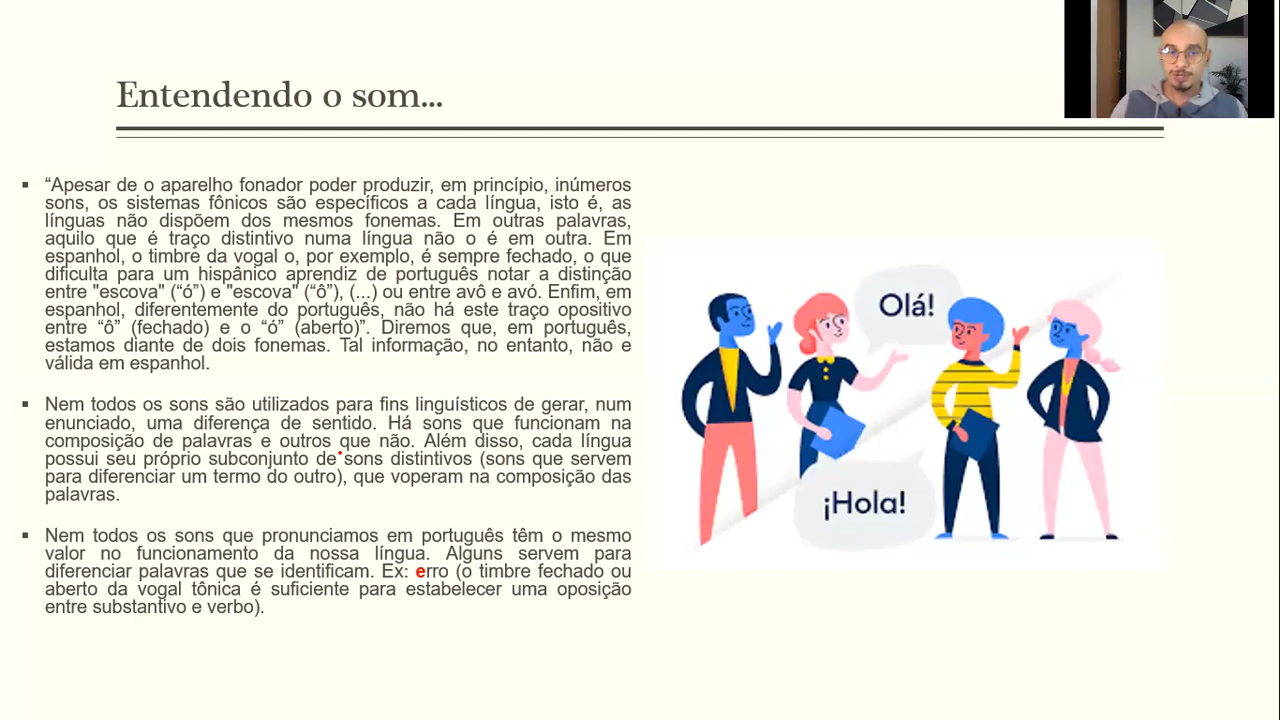 Entendendo o som...
▪ “Apesar de o aparelho fonador poder produzir, em princípio, inúmeros
sons, os sistemas fônicos são específicos a cada língua, isto é, as
línguas não dispõem dos mesmos fonemas. Em outras palavras,
aquilo que é traço distintivo numa língua não o é em outra. Em
espanhol, o timbre da vogal o, por exemplo, é sempre fechado, o que
dificulta para um hispânico aprendiz de português notar a distinção
entre "escova" (“ó”) e "escova" (“ô”), (...) ou entre avô e avó. Enfim, em
espanhol, diferentemente do português, não há este traço opositivo
entre “ô” (fechado) e o “ó” (aberto)”. Diremos que, em português,
estamos diante de dois fonemas. Tal informação, no entanto, não e
válida em espanhol.
▪ Nem todos os sons são utilizados para fins linguísticos de gerar, num
enunciado, uma diferença de sentido. Há sons que funcionam na
composição de palavras e outros que não. Além disso, cada língua
possui seu próprio subconjunto de sons distintivos (sons que servem
para diferenciar um termo do outro), que voperam na composição das
palavras.
▪ Nem todos os sons que pronunciamos em português têm o mesmo
valor no funcionamento da nossa língua. Alguns servem para
diferenciar palavras que se identificam. Ex: erro (o timbre fechado ou
aberto da vogal tônica é suficiente para estabelecer uma oposição
entre substantivo e verbo).
Olá!
¡Hola!